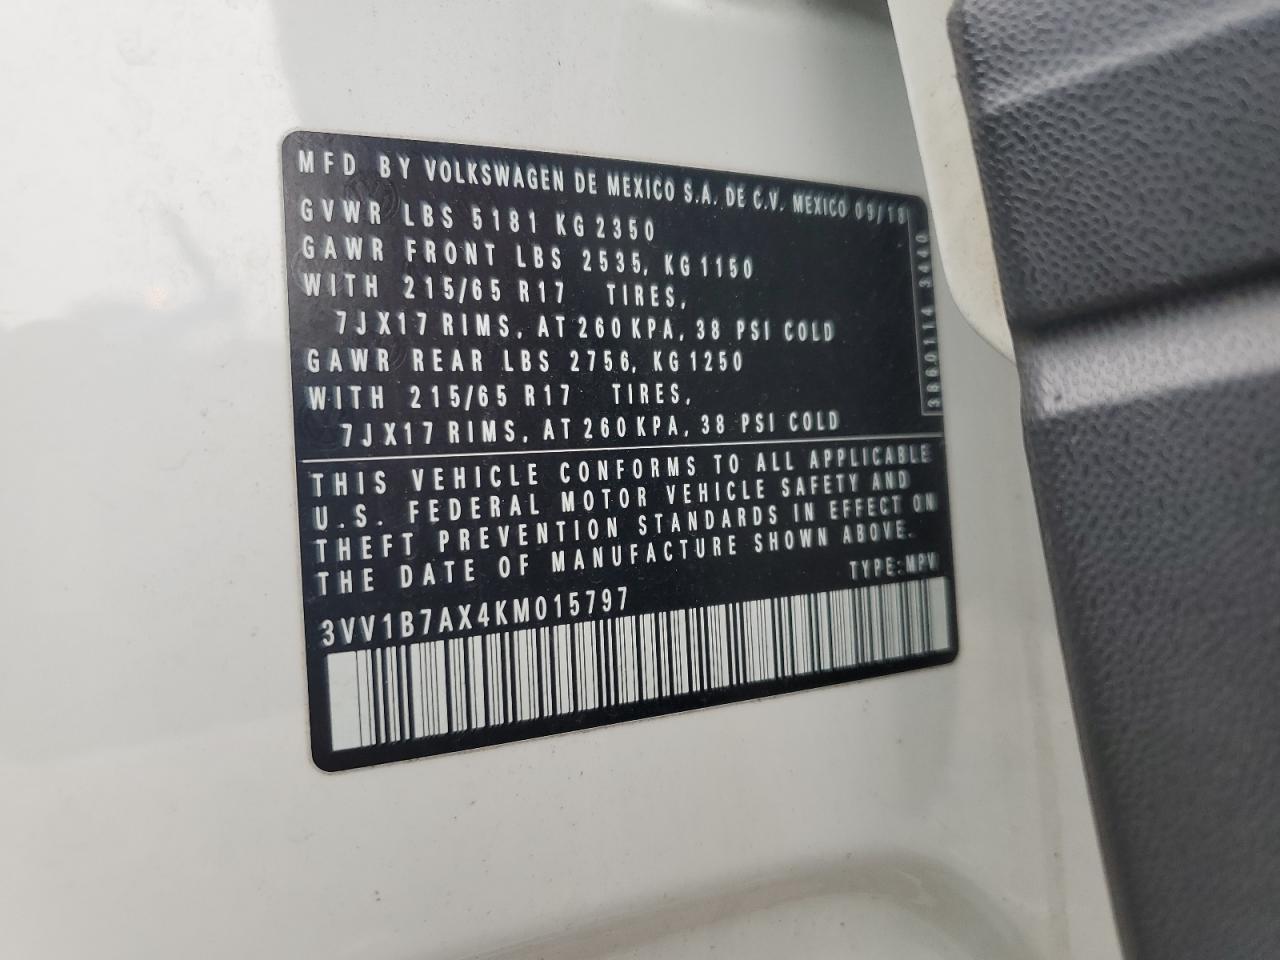 MFD BY VOLKSWAGEN DE MEXICO S.A. DE C.V. MEXICO 09/18
GVWR LBS 5181 KG 2350
GAWR FRONT LBS 2535, KG 1150
WITH 215/65 R17 TIRES,
7JX17 RIMS, AT 260 KPA, 38 PSI COLD
GAWR REAR LBS 2756, KG 1250
WITH 215/65 R17 TIRES,
7JX17 RIMS, AT 260 KPA, 38 PSI COLD
3860114 3440
THIS VEHICLE CONFORMS TO ALL APPLICABLE
U.S. FEDERAL MOTOR VEHICLE SAFETY AND
THEFT PREVENTION STANDARDS IN EFFECT ON
THE DATE OF MANUFACTURE SHOWN ABOVE.
TYPE: MPV
3VV1B7AX4KM015797